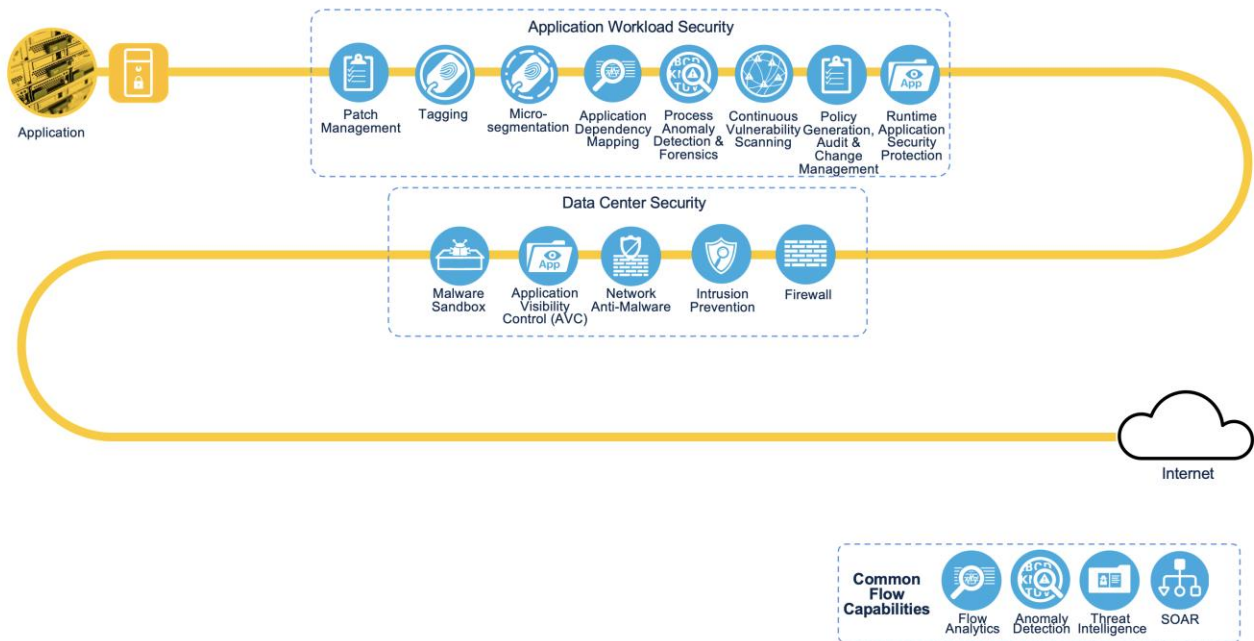 Application Workload Security
Application
Patch
Management
Tagging
Micro-
segmentation
Application
Dependency
Mapping
Process
Anomaly
Detection &
Forensics
Continuous
Vulnerability
Scanning
Policy
Generation,
Audit &
Change
Management
App
Runtime
Application
Security
Protection
Data Center Security
Malware
Sandbox
App
Application
Visibility
Control (AVC)
Network
Anti-Malware
Intrusion
Prevention
Firewall
Internet
Common
Flow
Capabilities
Flow
Analytics
Anomaly
Detection
Threat
Intelligence
SOAR